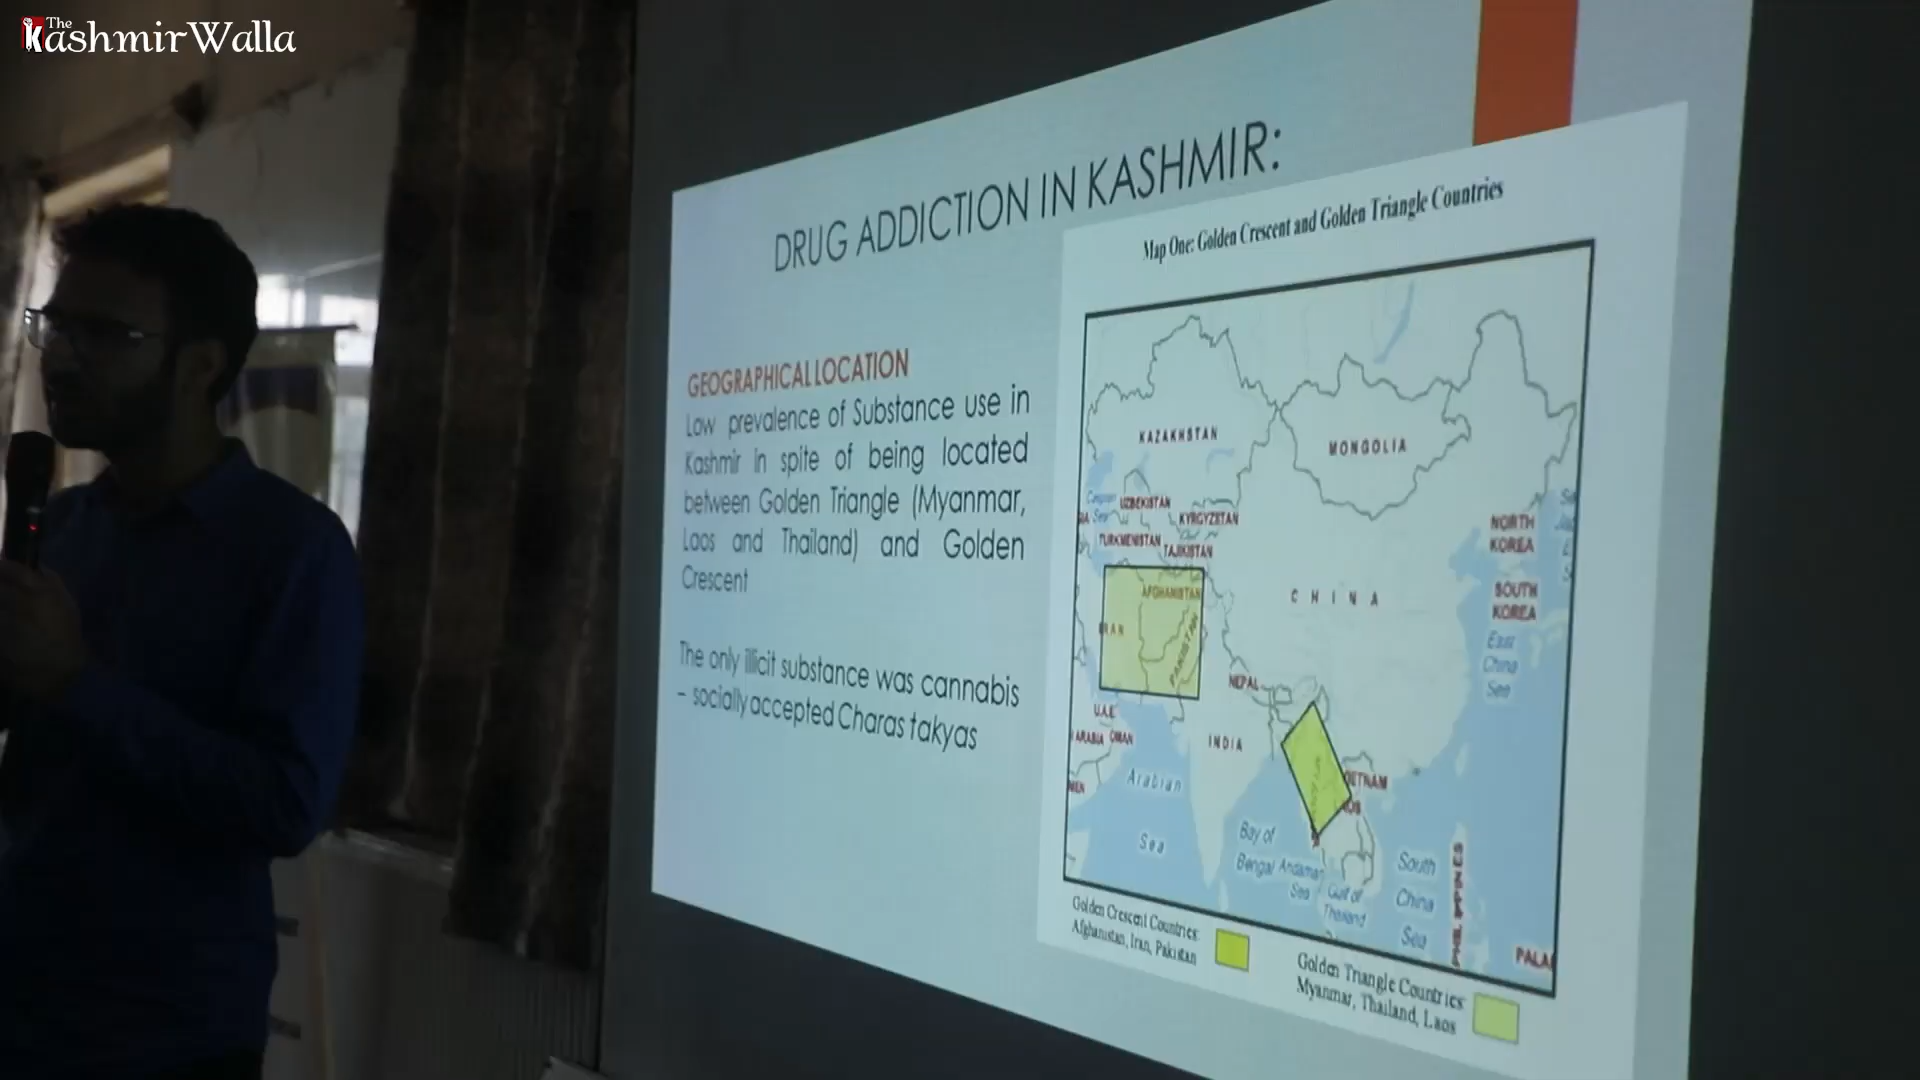 The
KashmirWalla
DRUG ADDICTION IN KASHMIR:
GEOGRAPHICAL LOCATION
Low prevalence of Substance use in
Kashmir in spite of being located
between Golden Triangle (Myanmar,
Laos and Thailand) and Golden
Crescent
The only illicit substance was cannabis
– socially accepted Charas takyas
Map One: Golden Crescent and Golden Triangle Countries
KAZAKHSTAN
MONGOLIA
UZBEKISTAN
KYRGYZSTAN
TURKMENISTAN
TAJIKISTAN
NORTH
KOREA
SOUTH
KOREA
AFGHANISTAN
CHINA
IRAN
PAKISTAN
East
China
Sea
NEPAL
U.A.E
ARABIA OMAN
INDIA
Arabian
Sea
Bay of
Bengal
Andaman
Sea
Gulf of
Thailand
South
China
Sea
PHILIPPINES
PALA
Golden Crescent Countries:
Afghanistan, Iran, Pakistan
Golden Triangle Countries:
Myanmar, Thailand, Laos